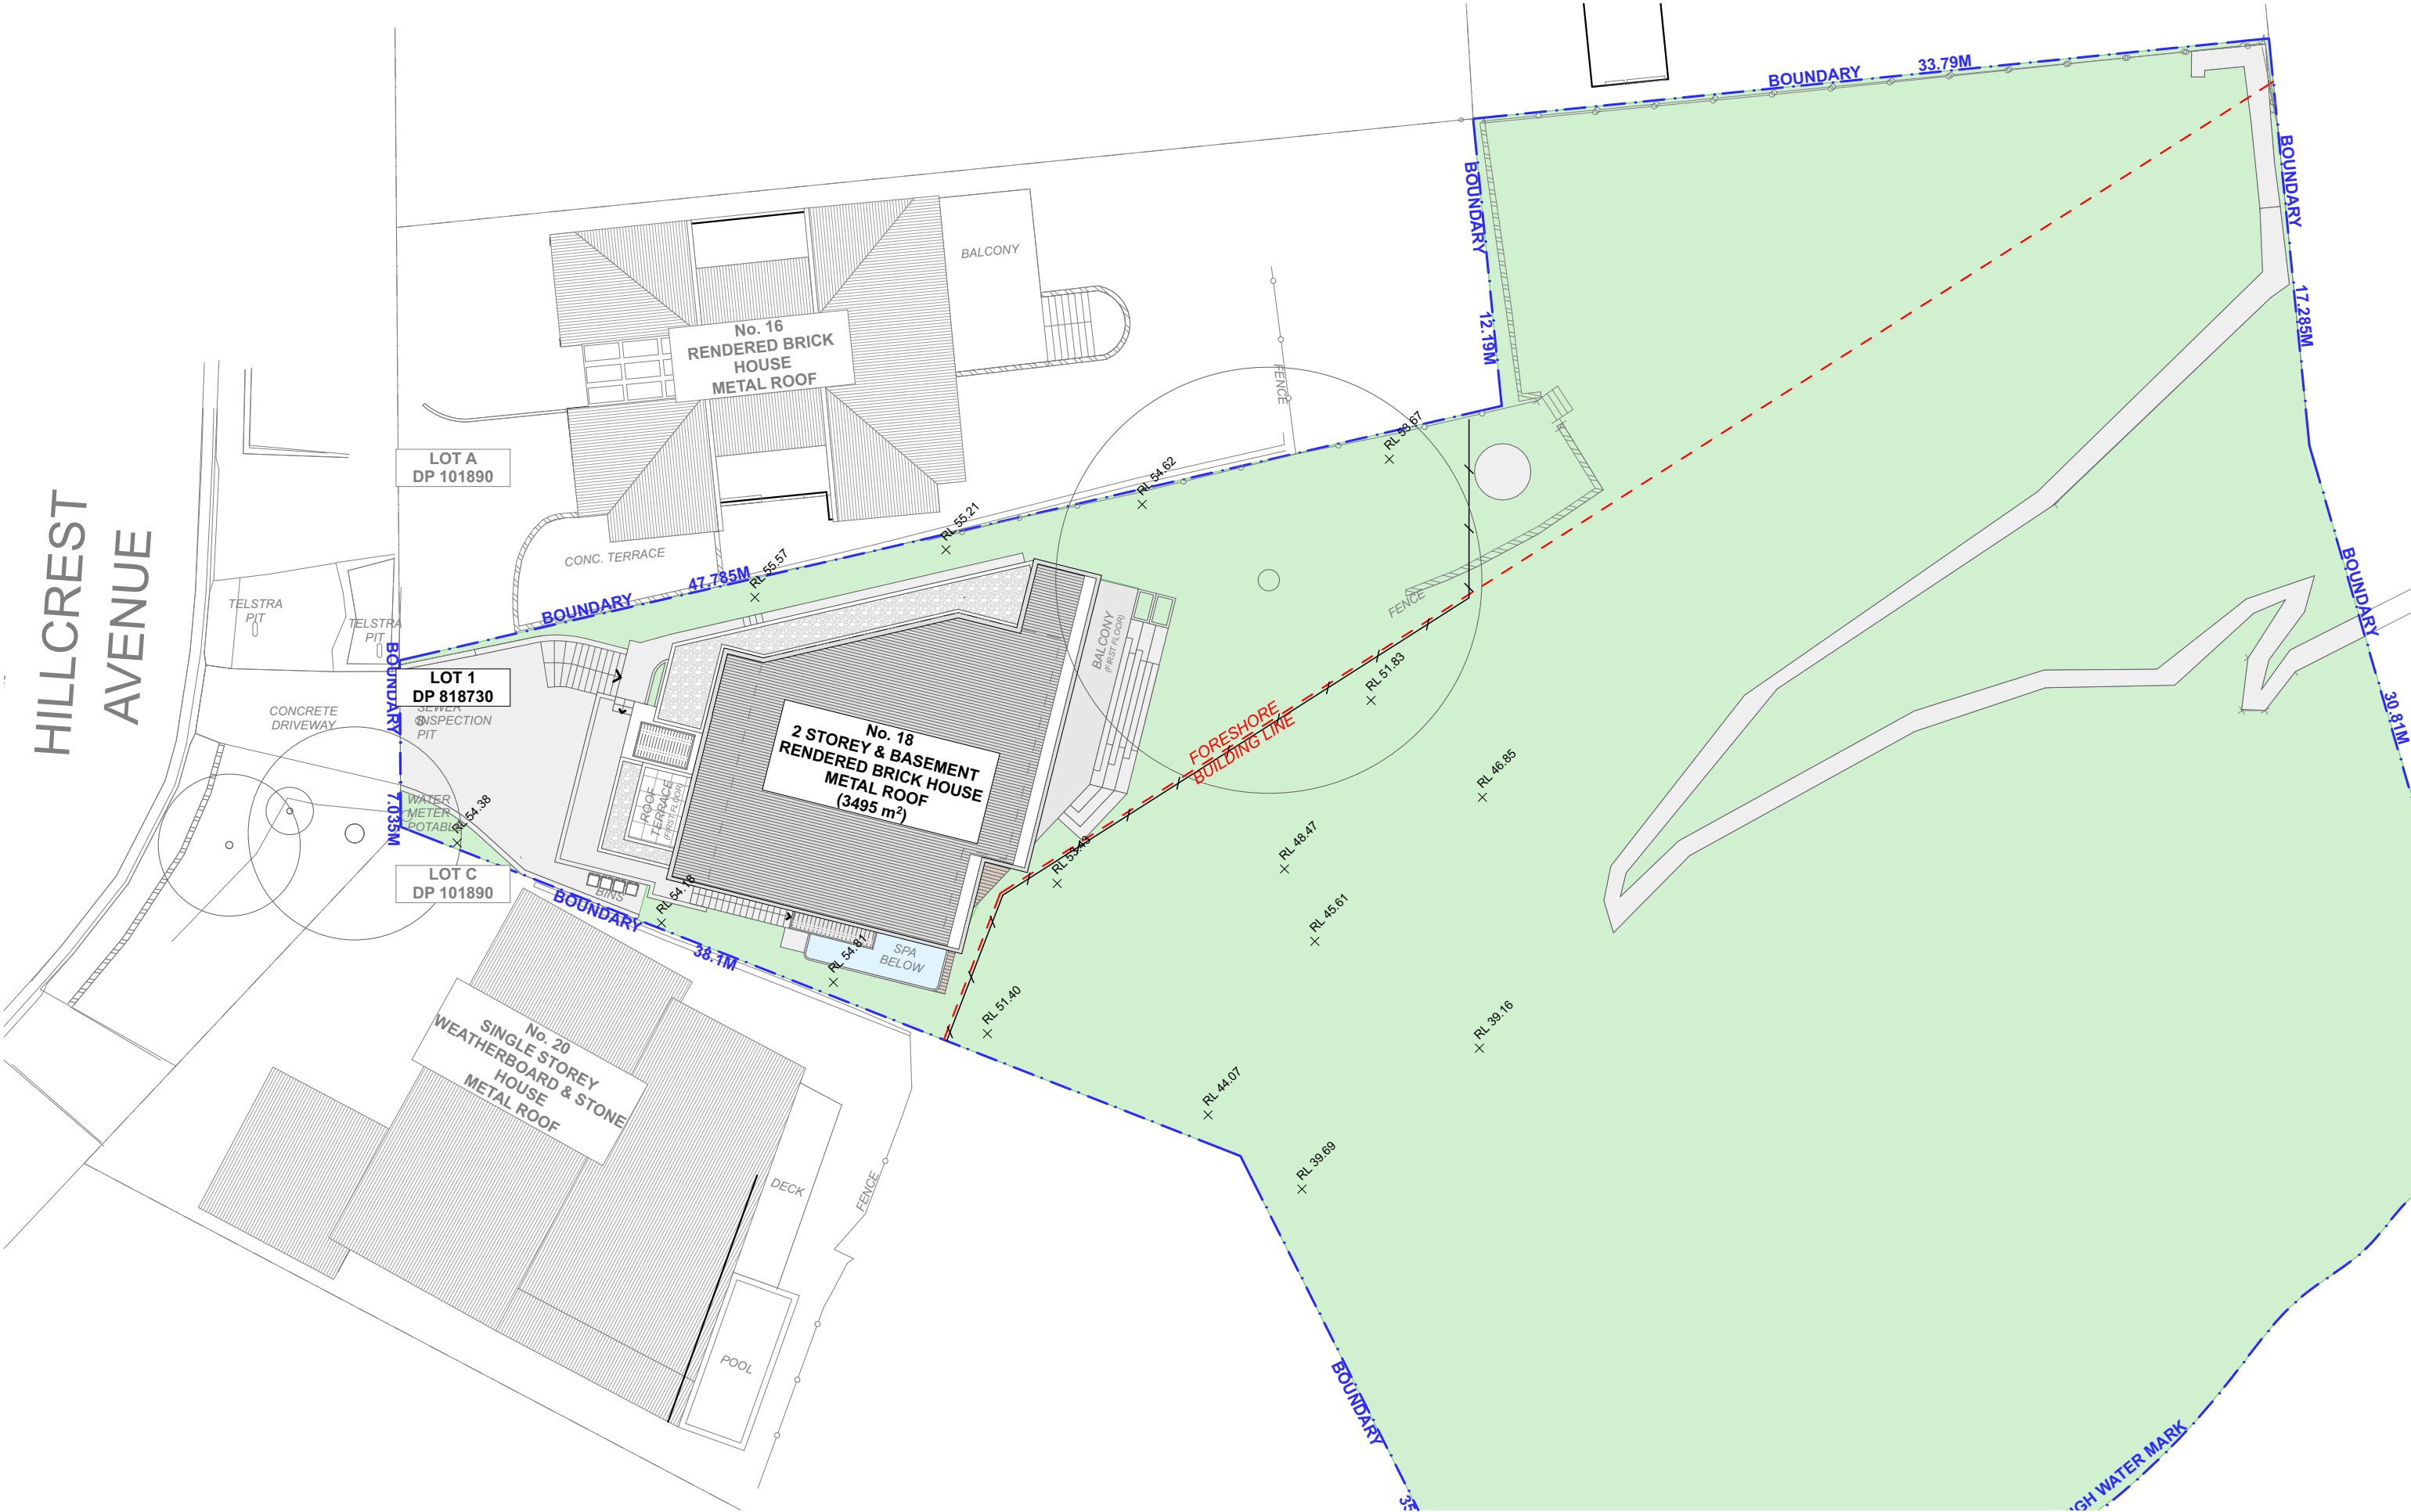 BOUNDARY
33.79M
BOUNDARY
12.19M
BOUNDARY
17.285M
BOUNDARY
30.81M
BALCONY
No. 16
RENDERED BRICK
HOUSE
METAL ROOF
FENCE
LOT A
DP 101890
HILLCREST
AVENUE
CONC. TERRACE
BOUNDARY
47.785M
RL 55.57
RL 55.21
RL 54.62
RL 53.67
TELSTRA
PIT
TELSTRA
PIT
BOUNDARY
7.035M
LOT 1
DP 818730
SEWER
INSPECTION
PIT
S
CONCRETE
DRIVEWAY
WATER
METER
POTABLE
RL 54.38
LOT C
DP 101890
BALCONY
(FIRST FLOOR)
No. 18
2 STOREY & BASEMENT
RENDERED BRICK HOUSE
METAL ROOF
(3495 m²)
ROOF
TERRACE
(FIRST FLOOR)
FENCE
FORESHORE
BUILDING LINE
RL 51.83
RL 46.85
RL 48.47
RL 53.43
RL 45.61
RL 39.16
BINS
BOUNDARY
38.1M
RL 54.18
RL 54.81
SPA
BELOW
RL 51.40
RL 44.07
RL 39.69
No. 20
SINGLE STOREY
WEATHERBOARD & STONE
HOUSE
METAL ROOF
DECK
FENCE
POOL
BOUNDARY
35
GH WATER MARK